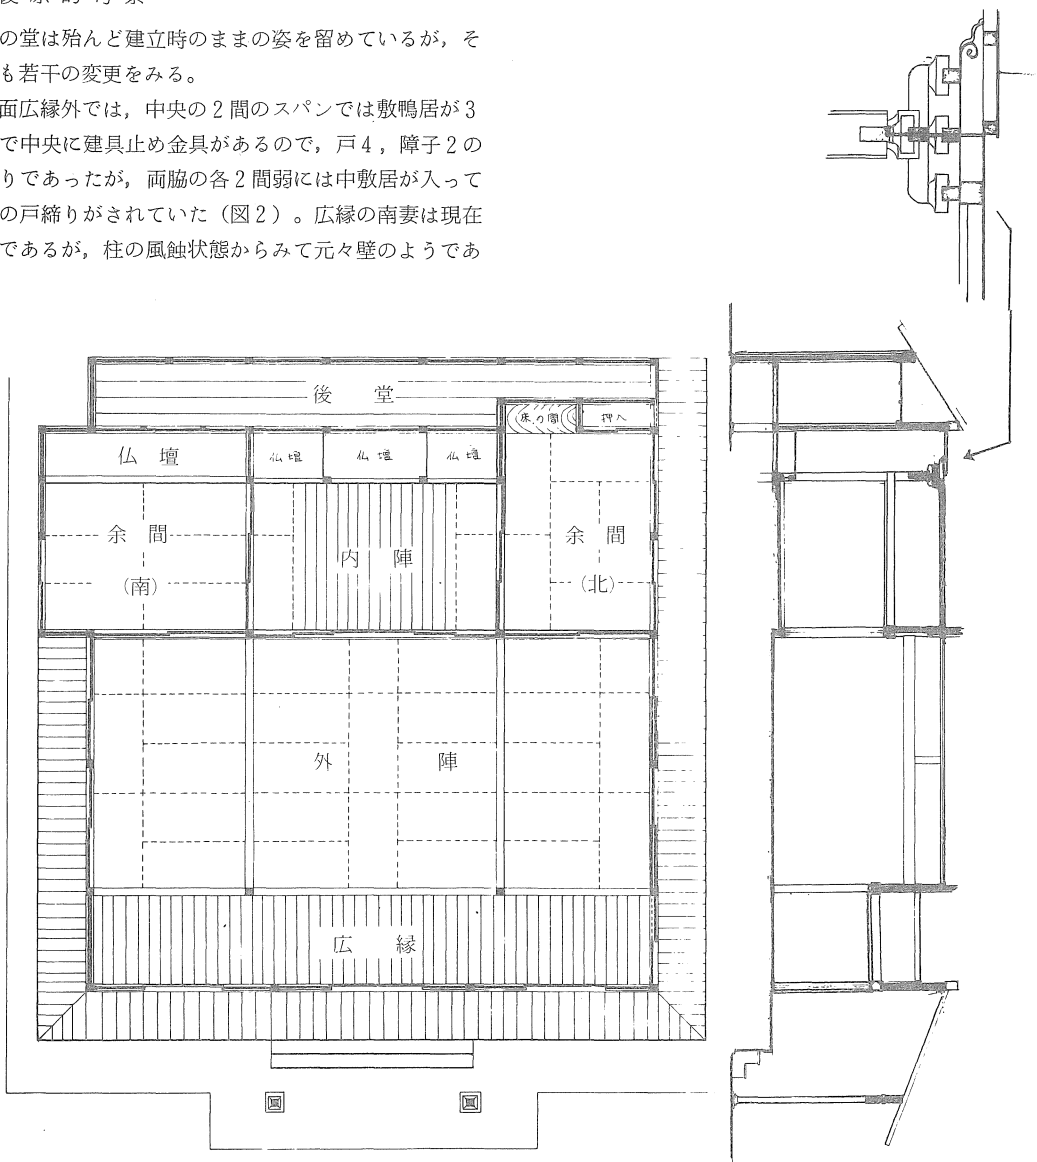 の堂は殆んど建立時のままの姿を留めているが，そ
も若干の変更をみる。
面広縁外では，中央の２間のスパンでは敷鴨居が３
で中央に建具止め金具があるので，戸４，障子２の
りであったが，両脇の各２間弱には中敷居が入って
の戸締りがされていた（図２）。広縁の南妻は現在
であるが，柱の風蝕状態からみて元々壁のようであ
後堂
床の間
押入
仏壇
仏壇
仏壇
仏壇
余間
(南)
内陣
余間
(北)
外陣
広縁